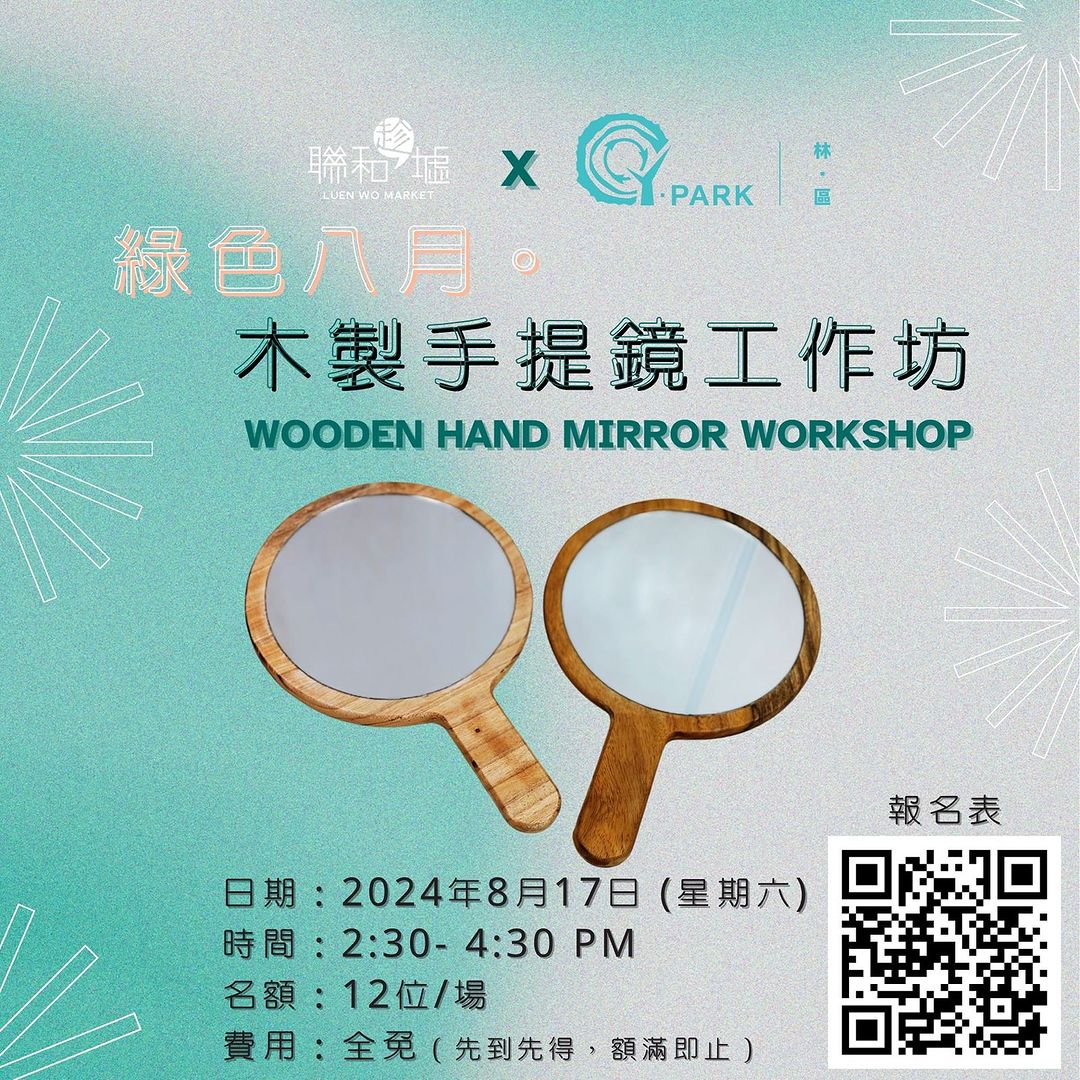 聯和趁墟
LUEN WO MARKET
X
Y·PARK
林·區
綠色八月。
木製手提鏡工作坊
WOODEN HAND MIRROR WORKSHOP
報名表
日期：2024年8月17日 (星期六)
時間：2:30- 4:30 PM
名額：12位/場
費用：全免 (先到先得，額滿即止)